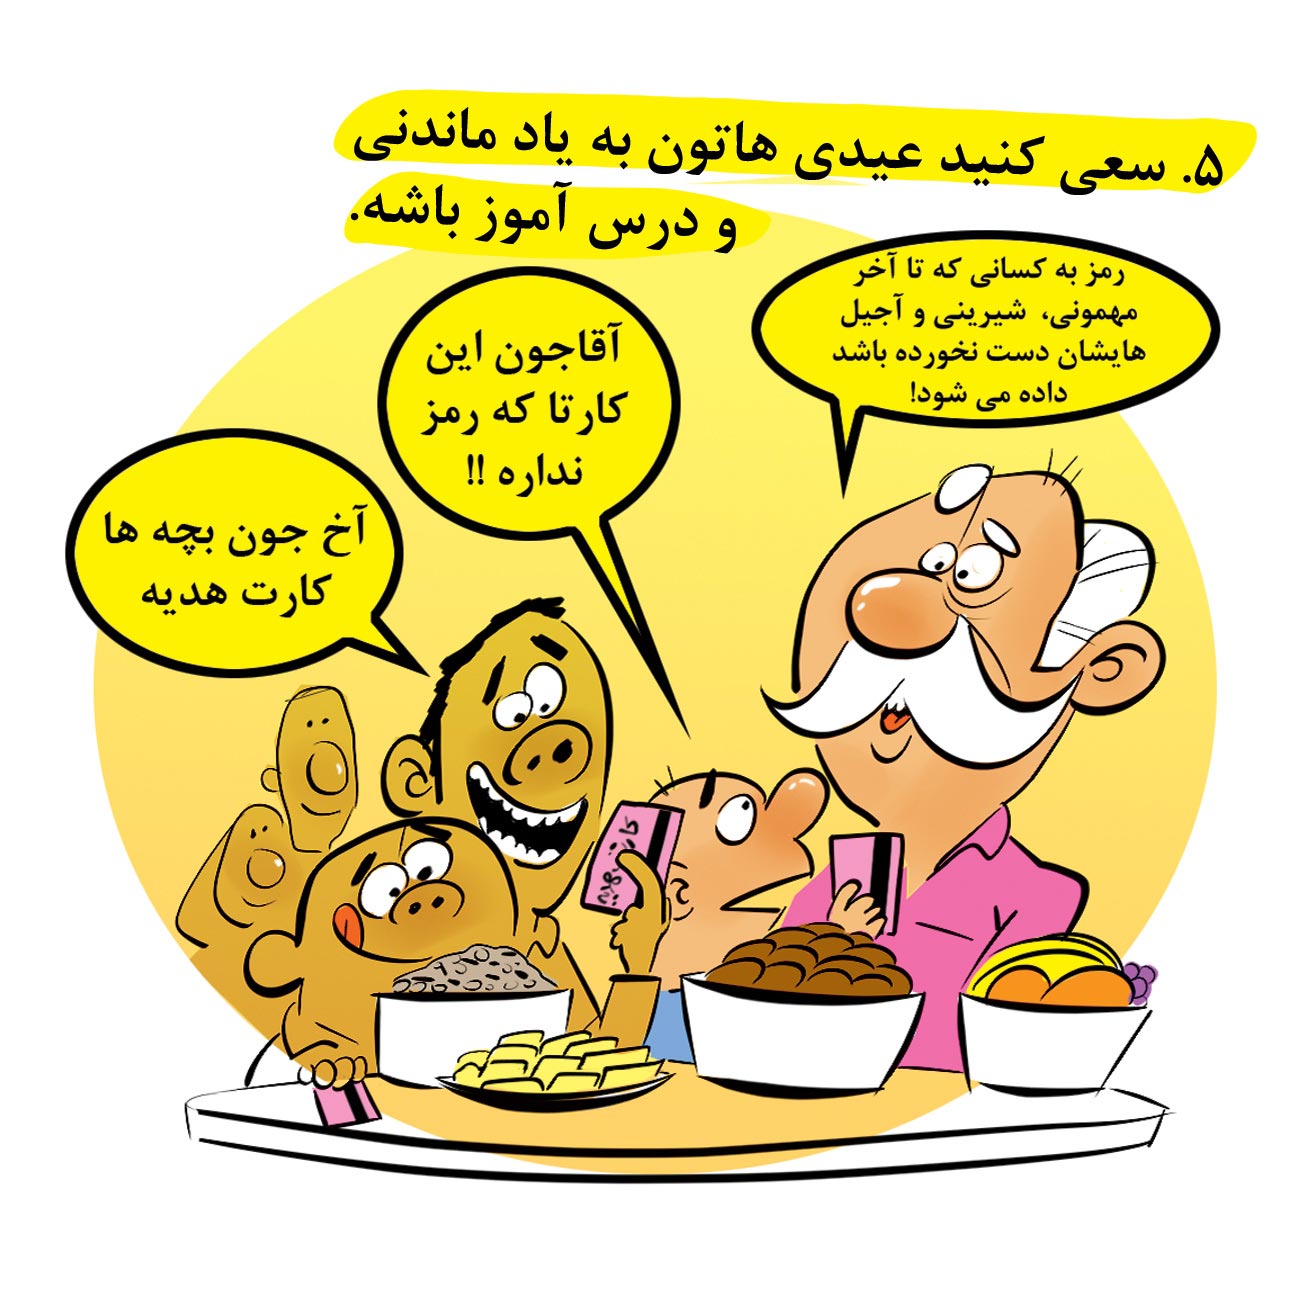 ۵. سعی کنید عیدی هاتون به یاد ماندنی
و درس آموز باشه.
رمز به کسانی که تا آخر
مهمونی، شیرینی و آجیل
هایشان دست نخورده باشد
داده می شود!
آقاجون این
کارتا که رمز
نداره !!
آخ جون بچه ها
کارت هدیه
کارت هدیه